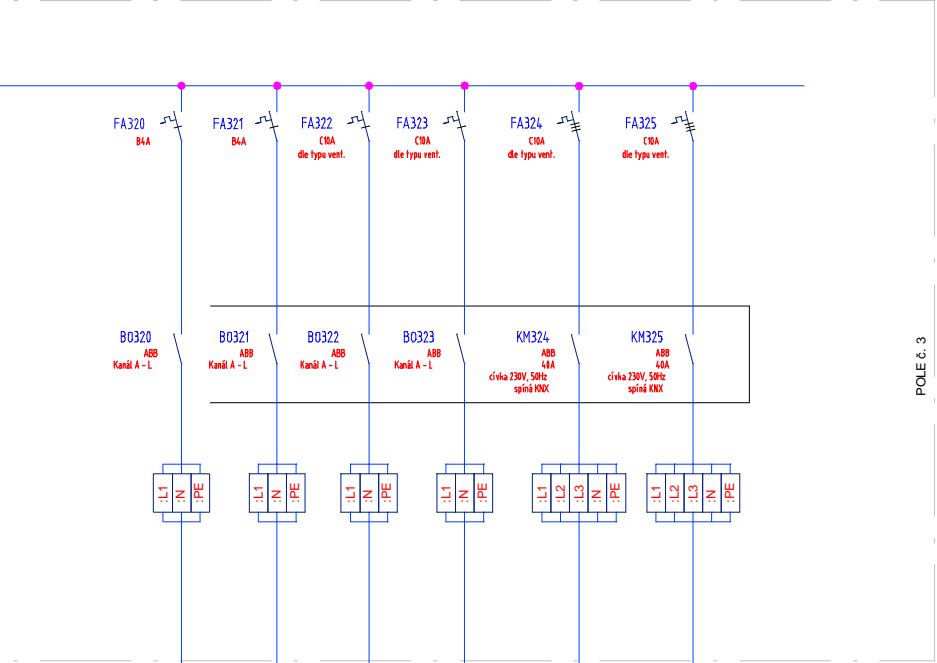 FA320
B4A
FA321
B4A
FA322
C10A
dle typu vent.
FA323
C10A
dle typu vent.
FA324
C10A
dle typu vent.
FA325
C10A
dle typu vent.
BO320
ABB
Kanál A - L
BO321
ABB
Kanál A - L
BO322
ABB
Kanál A - L
BO323
ABB
Kanál A - L
KM324
ABB
40A
cívka 230V, 50Hz
spíná KNX
KM325
ABB
40A
cívka 230V, 50Hz
spíná KNX
:L1
:N
:PE
:L1
:N
:PE
:L1
:N
:PE
:L1
:N
:PE
:L1
:L2
:L3
:N
:PE
:L1
:L2
:L3
:N
:PE
POLE č. 3